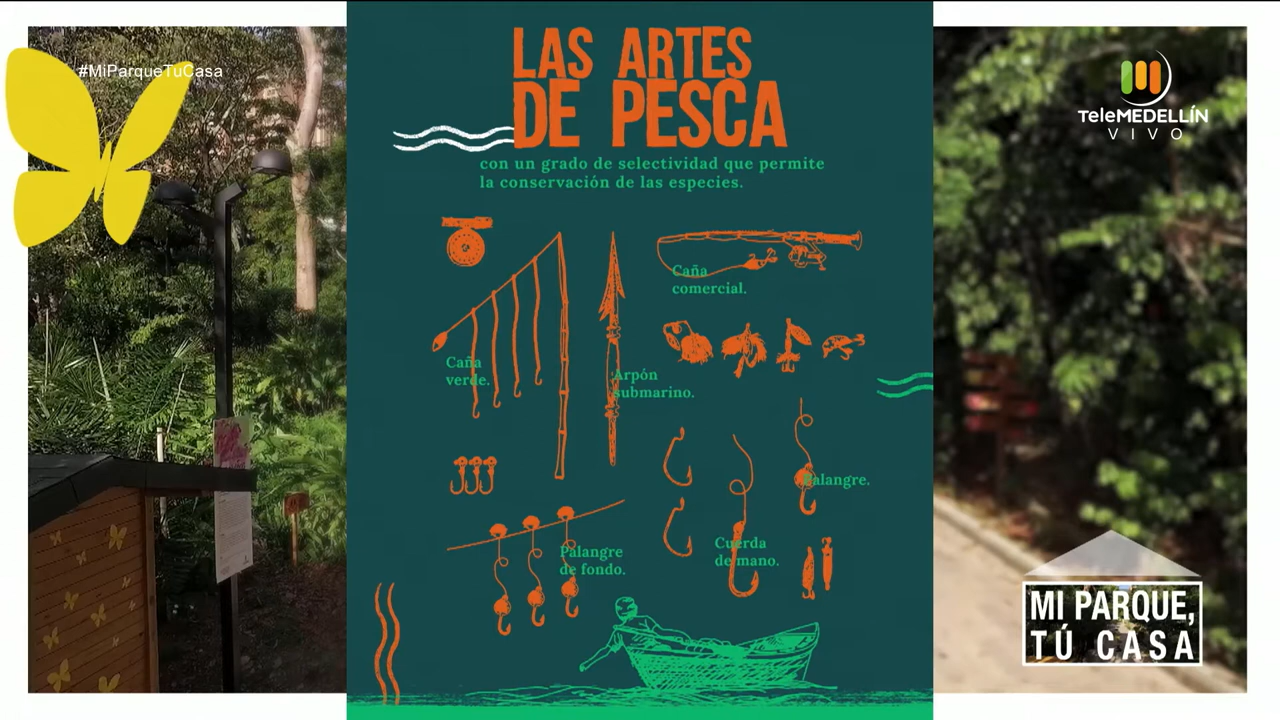 #MiParqueTuCasa
LAS ARTES
DE PESCA
con un grado de selectividad que permite
la conservación de las especies.
Caña
comercial.
Caña
verde.
Arpón
submarino.
Palangre.
Cuerda
de mano.
Palangre
de fondo.
TeleMEDELLÍN
VIVO
MI PARQUE,
TÚ CASA